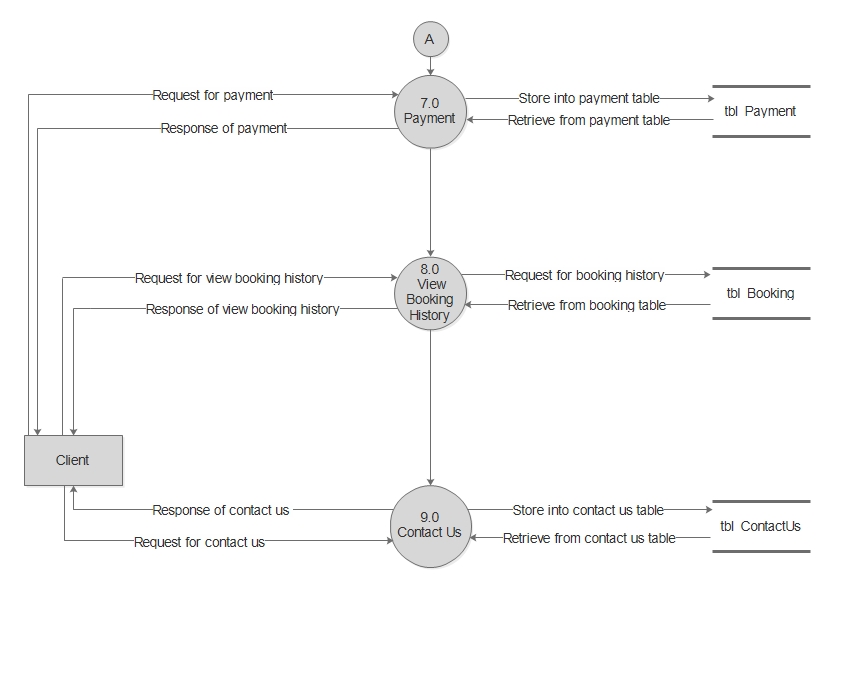 A
Request for payment
7.0
Payment
Store into payment table
tbl Payment
Response of payment
Retrieve from payment table
Request for view booking history
8.0
View
Booking
History
Request for booking history
tbl Booking
Response of view booking history
Retrieve from booking table
Client
Response of contact us
9.0
Contact Us
Store into contact us table
tbl ContactUs
Request for contact us
Retrieve from contact us table